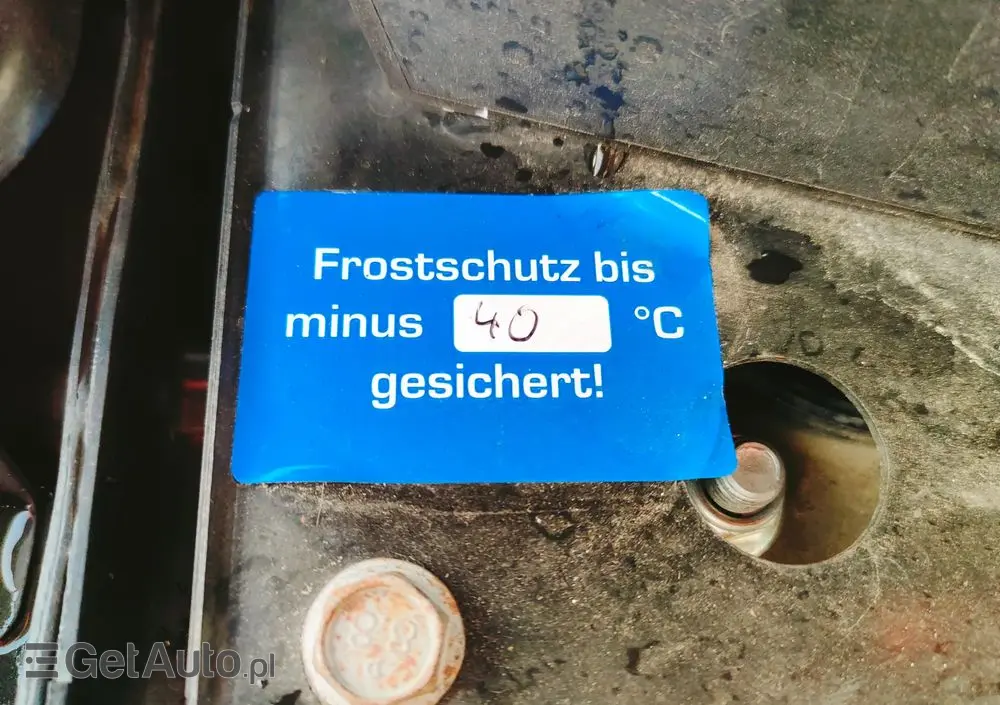 Frostschutz bis
minus 40 °C
gesichert!
GetAuto.pl